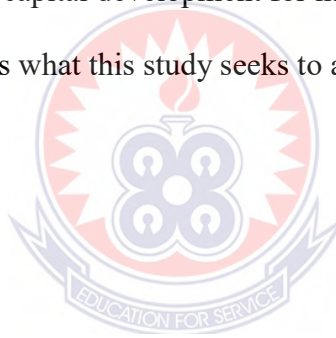 capital development for
s what this study seeks to a
EDUCATION FOR SERVICE